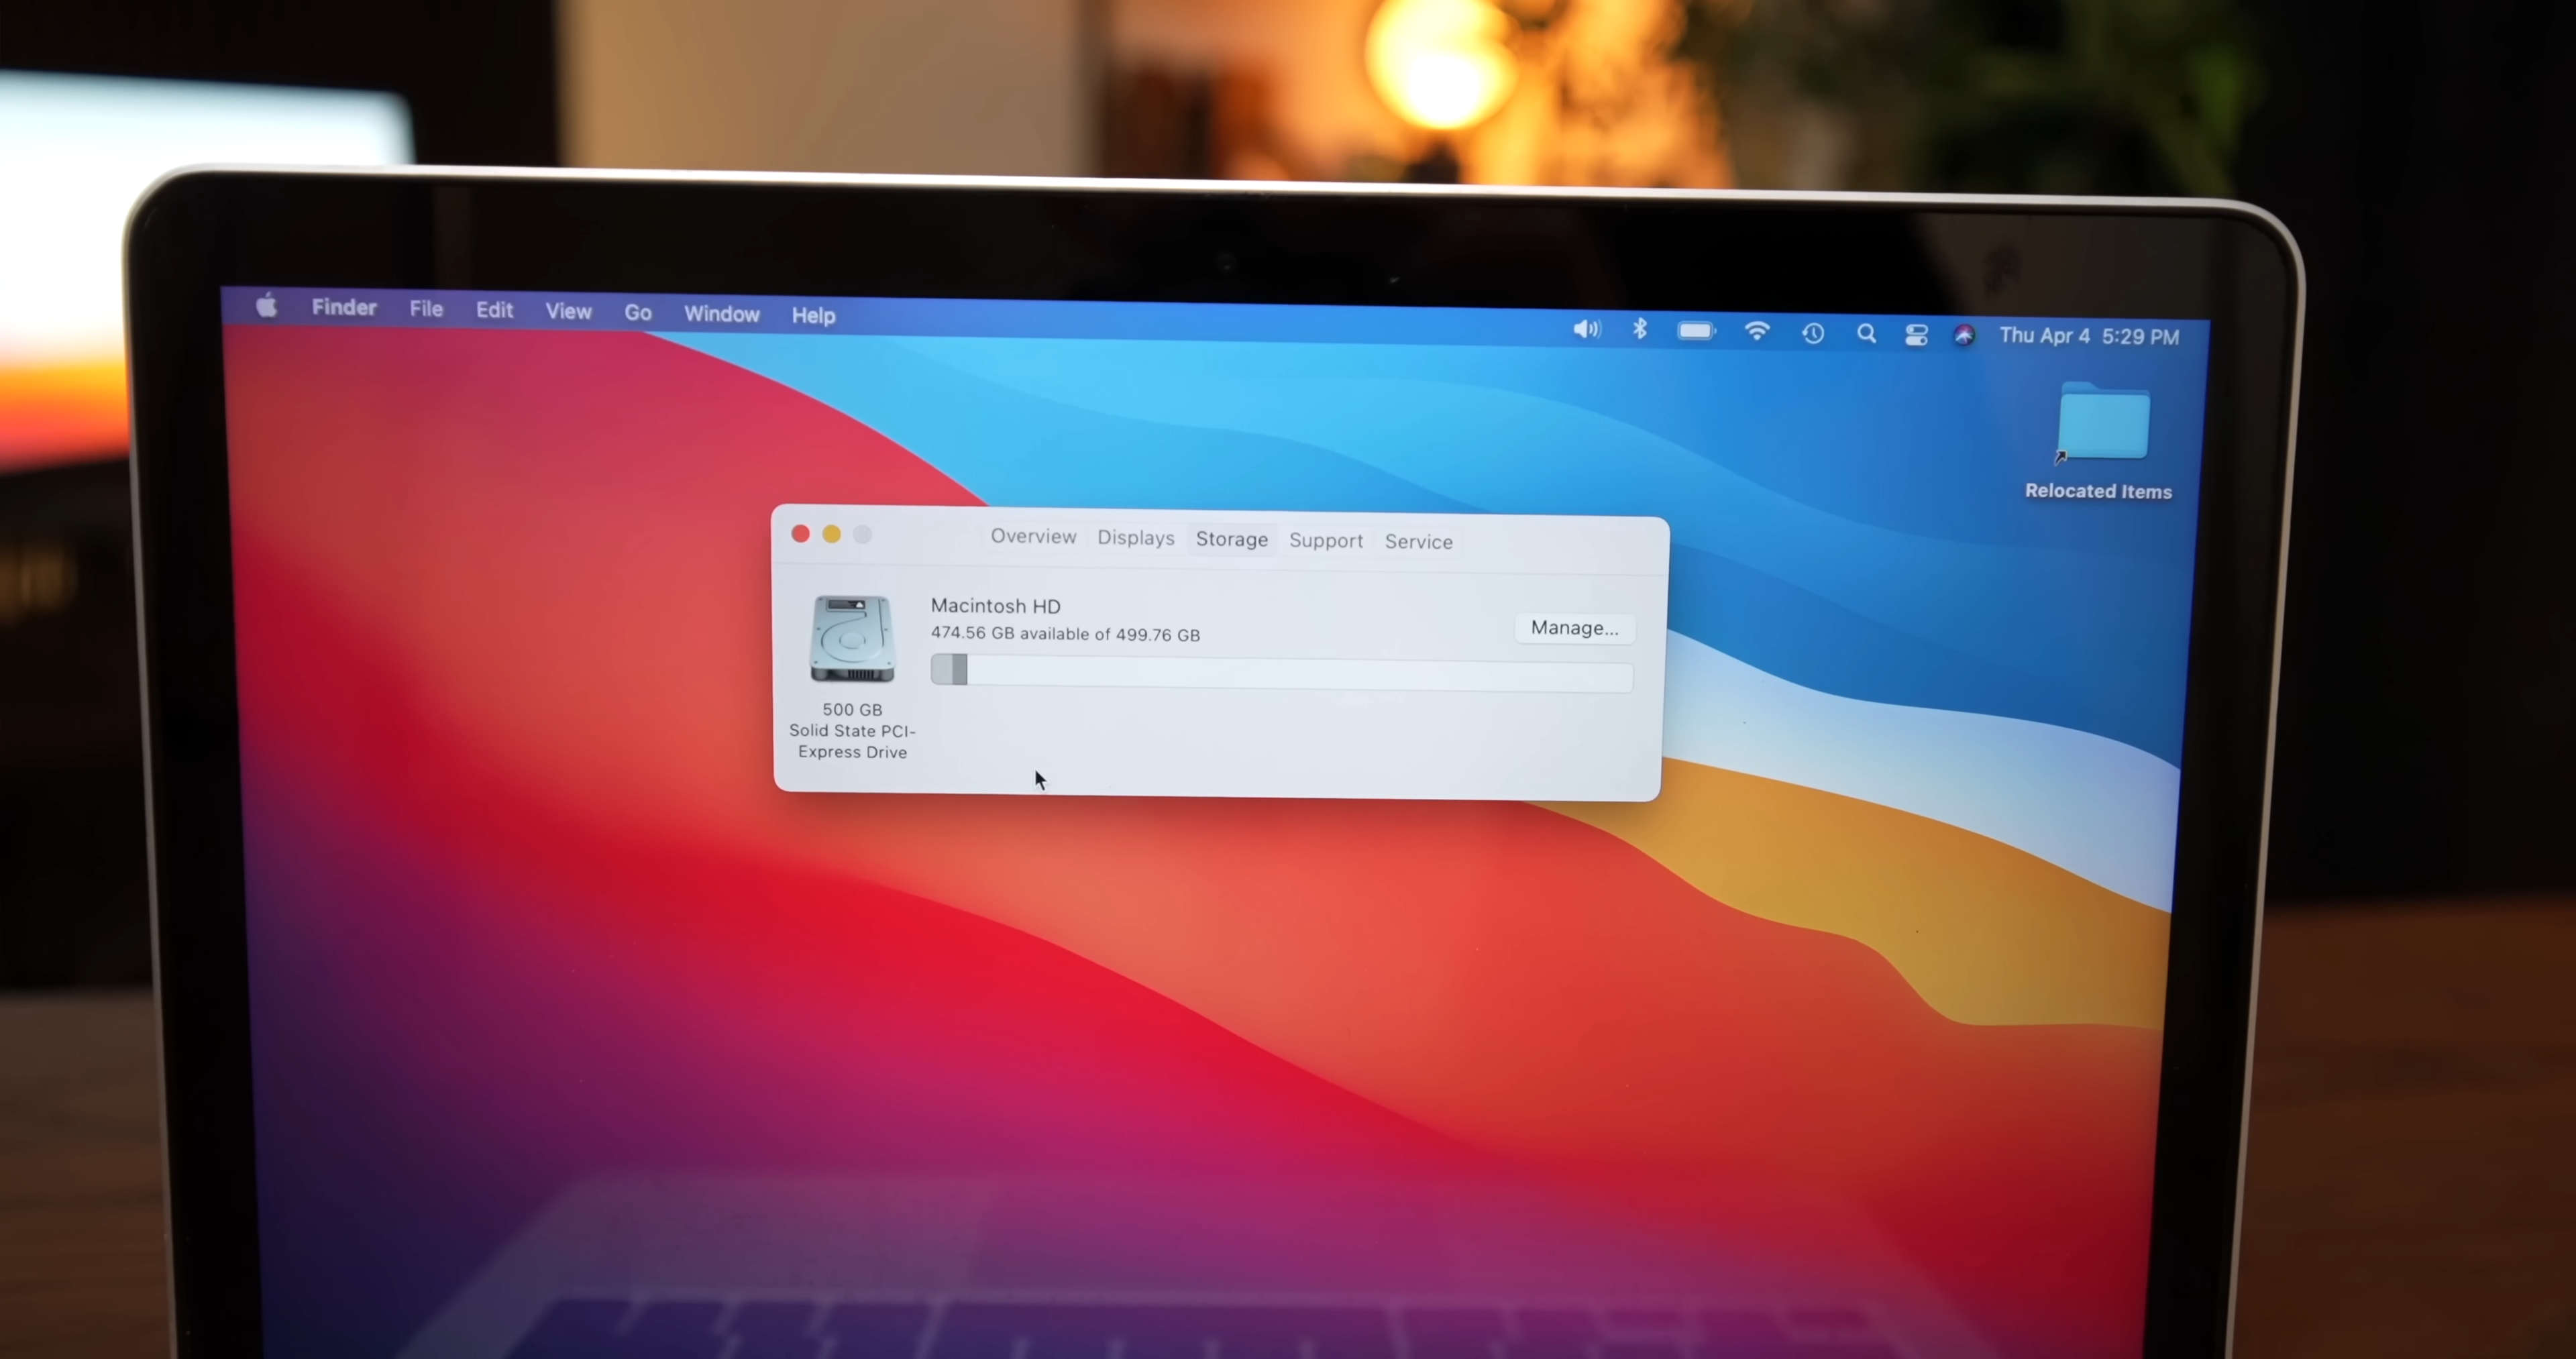 Finder File Edit View Go Window Help
Thu Apr 4 5:29 PM
Relocated Items
Overview Displays Storage Support Service
Macintosh HD
474.56 GB available of 499.76 GB
Manage...
500 GB
Solid State PCI-
Express Drive